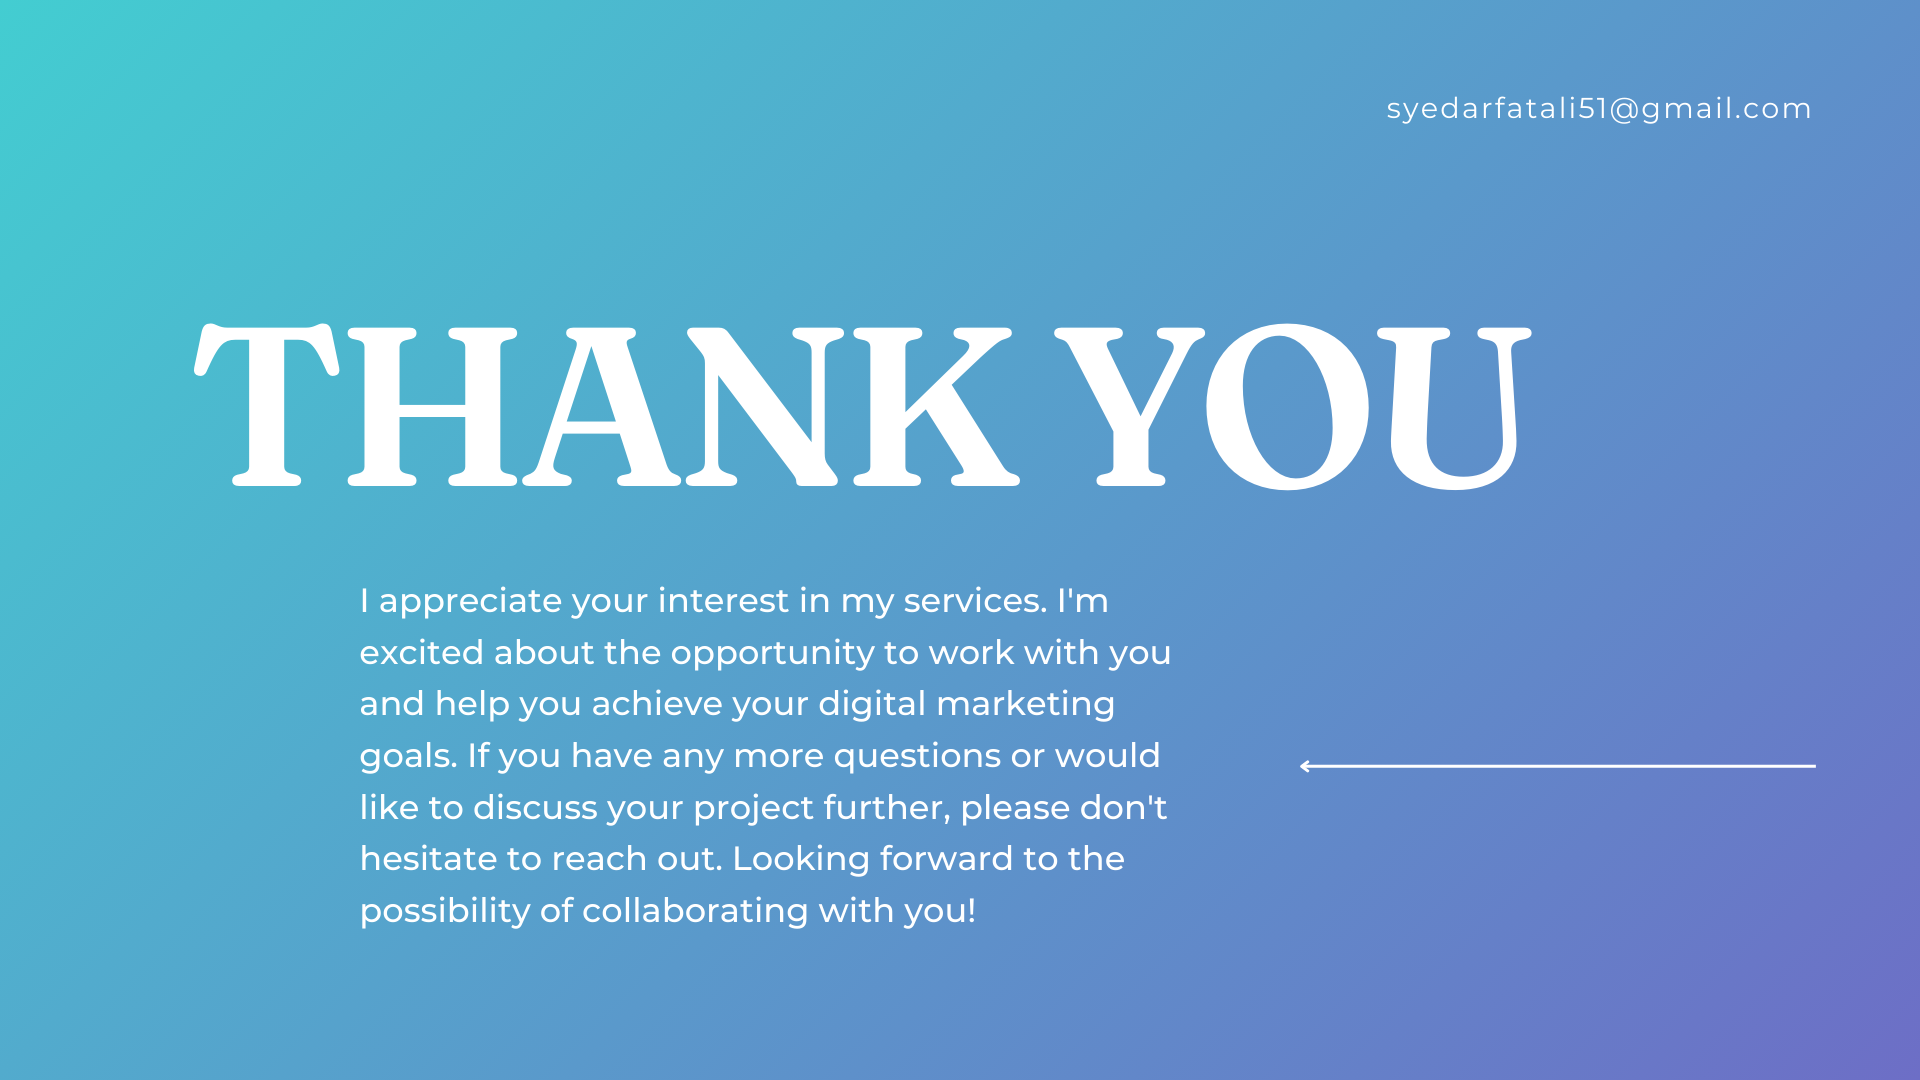 syedarfatali51@gmail.com
THANK YOU
I appreciate your interest in my services. I'm
excited about the opportunity to work with you
and help you achieve your digital marketing
goals. If you have any more questions or would
like to discuss your project further, please don't
hesitate to reach out. Looking forward to the
possibility of collaborating with you!